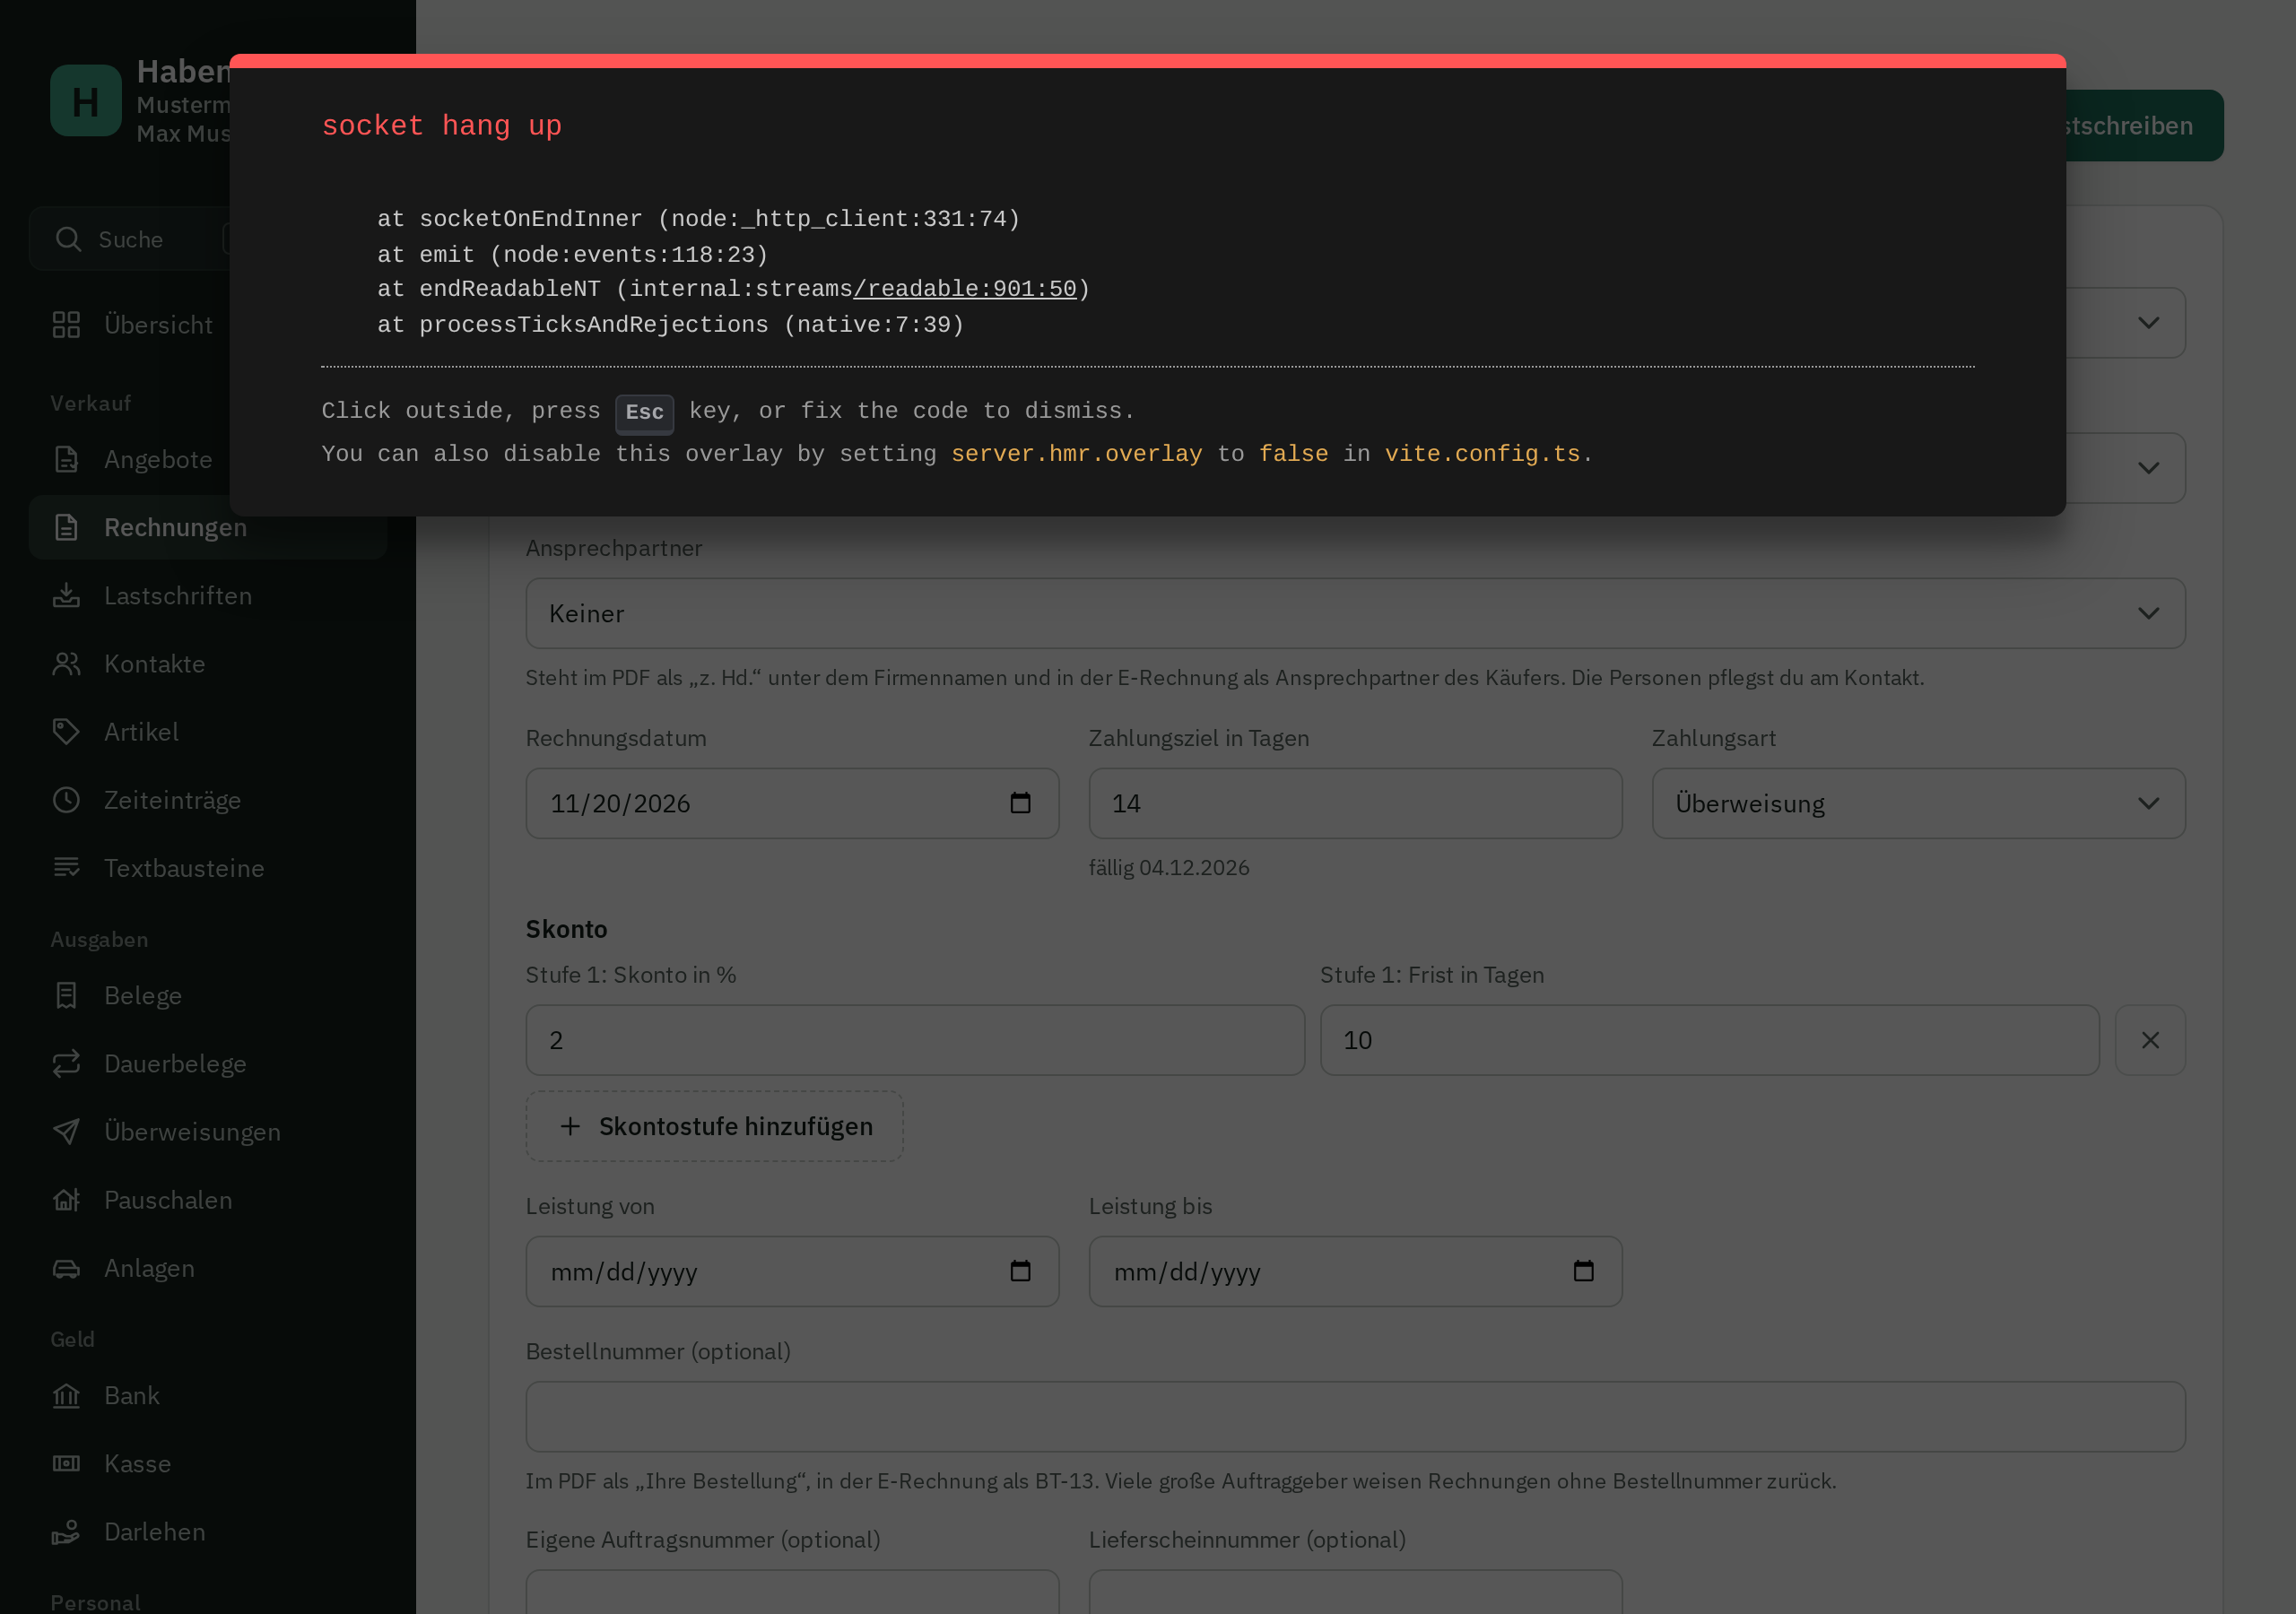 H
Haben
Musterm
Max Mus
Suche
Übersicht
Verkauf
Angebote
Rechnungen
Lastschriften
Kontakte
Artikel
Zeiteinträge
Textbausteine
Ausgaben
Belege
Dauerbelege
Überweisungen
Pauschalen
Anlagen
Geld
Bank
Kasse
Darlehen
Personal
socket hang up
at socketOnEndInner (node:_http_client:331:74)
at emit (node:events:118:23)
at endReadableNT (internal:streams/readable:901:50)
at processTicksAndRejections (native:7:39)
Click outside, press Esc key, or fix the code to dismiss.
You can also disable this overlay by setting server.hmr.overlay to false in vite.config.ts.
stschreiben
Ansprechpartner
Keiner
Steht im PDF als „z. Hd.“ unter dem Firmennamen und in der E-Rechnung als Ansprechpartner des Käufers. Die Personen pflegst du am Kontakt.
Rechnungsdatum Zahlungsziel in Tagen Zahlungsart
11/20/2026 14 Überweisung
fällig 04.12.2026
Skonto
Stufe 1: Skonto in % Stufe 1: Frist in Tagen
2 10
Skontostufe hinzufügen
Leistung von Leistung bis
mm/dd/yyyy mm/dd/yyyy
Bestellnummer (optional)
Im PDF als „Ihre Bestellung“, in der E-Rechnung als BT-13. Viele große Auftraggeber weisen Rechnungen ohne Bestellnummer zurück.
Eigene Auftragsnummer (optional) Lieferscheinnummer (optional)